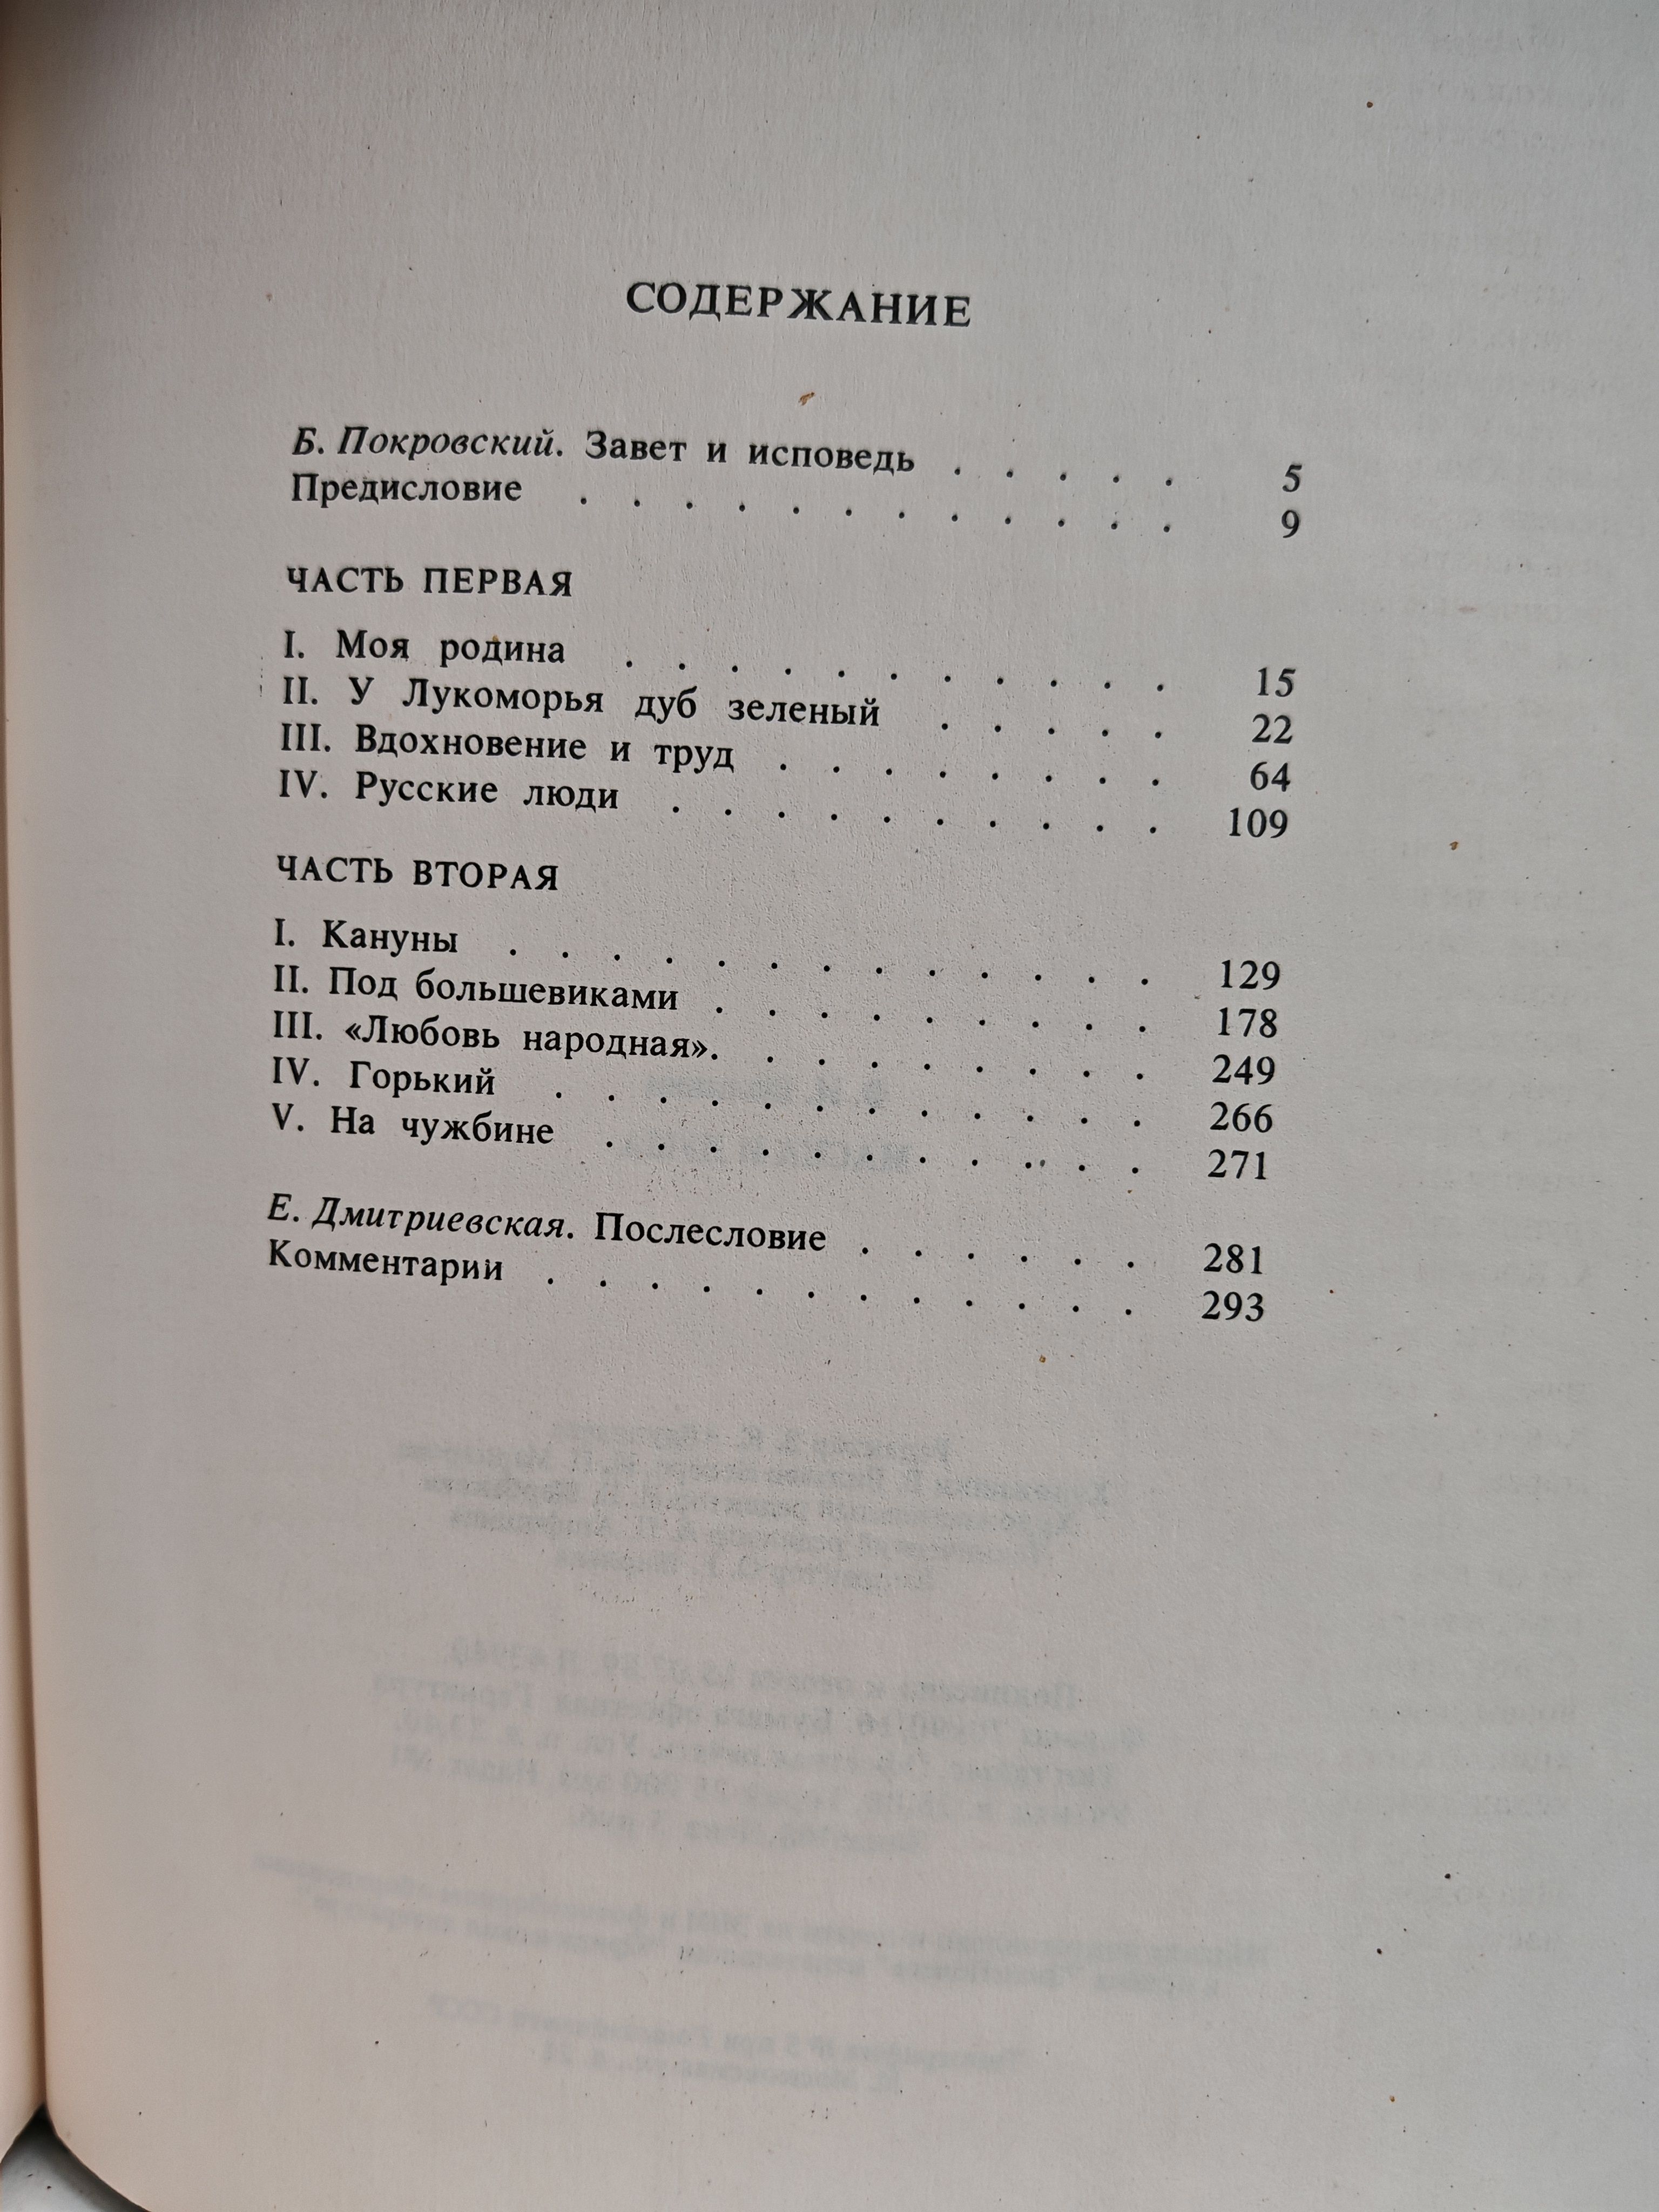 СОДЕРЖАНИЕ
Б. Покровский. Завет и исповедь . . . . . 5
Предисловие . . . . . . . . . . . . 9
ЧАСТЬ ПЕРВАЯ
I. Моя родина . . . . . . . . . . . 15
II. У Лукоморья дуб зеленый . . . . . 22
III. Вдохновение и труд . . . . . . . . 64
IV. Русские люди . . . . . . . . . . 109
ЧАСТЬ ВТОРАЯ
I. Кануны . . . . . . . . . . . . . 129
II. Под большевиками . . . . . . . . . 178
III. «Любовь народная». . . . . . . . . 249
IV. Горький . . . . . . . . . . . . 266
V. На чужбине . . . . . . . . . . . 271
Е. Дмитриевская. Послесловие . . . . . . 281
Комментарии . . . . . . . . . . . . 293